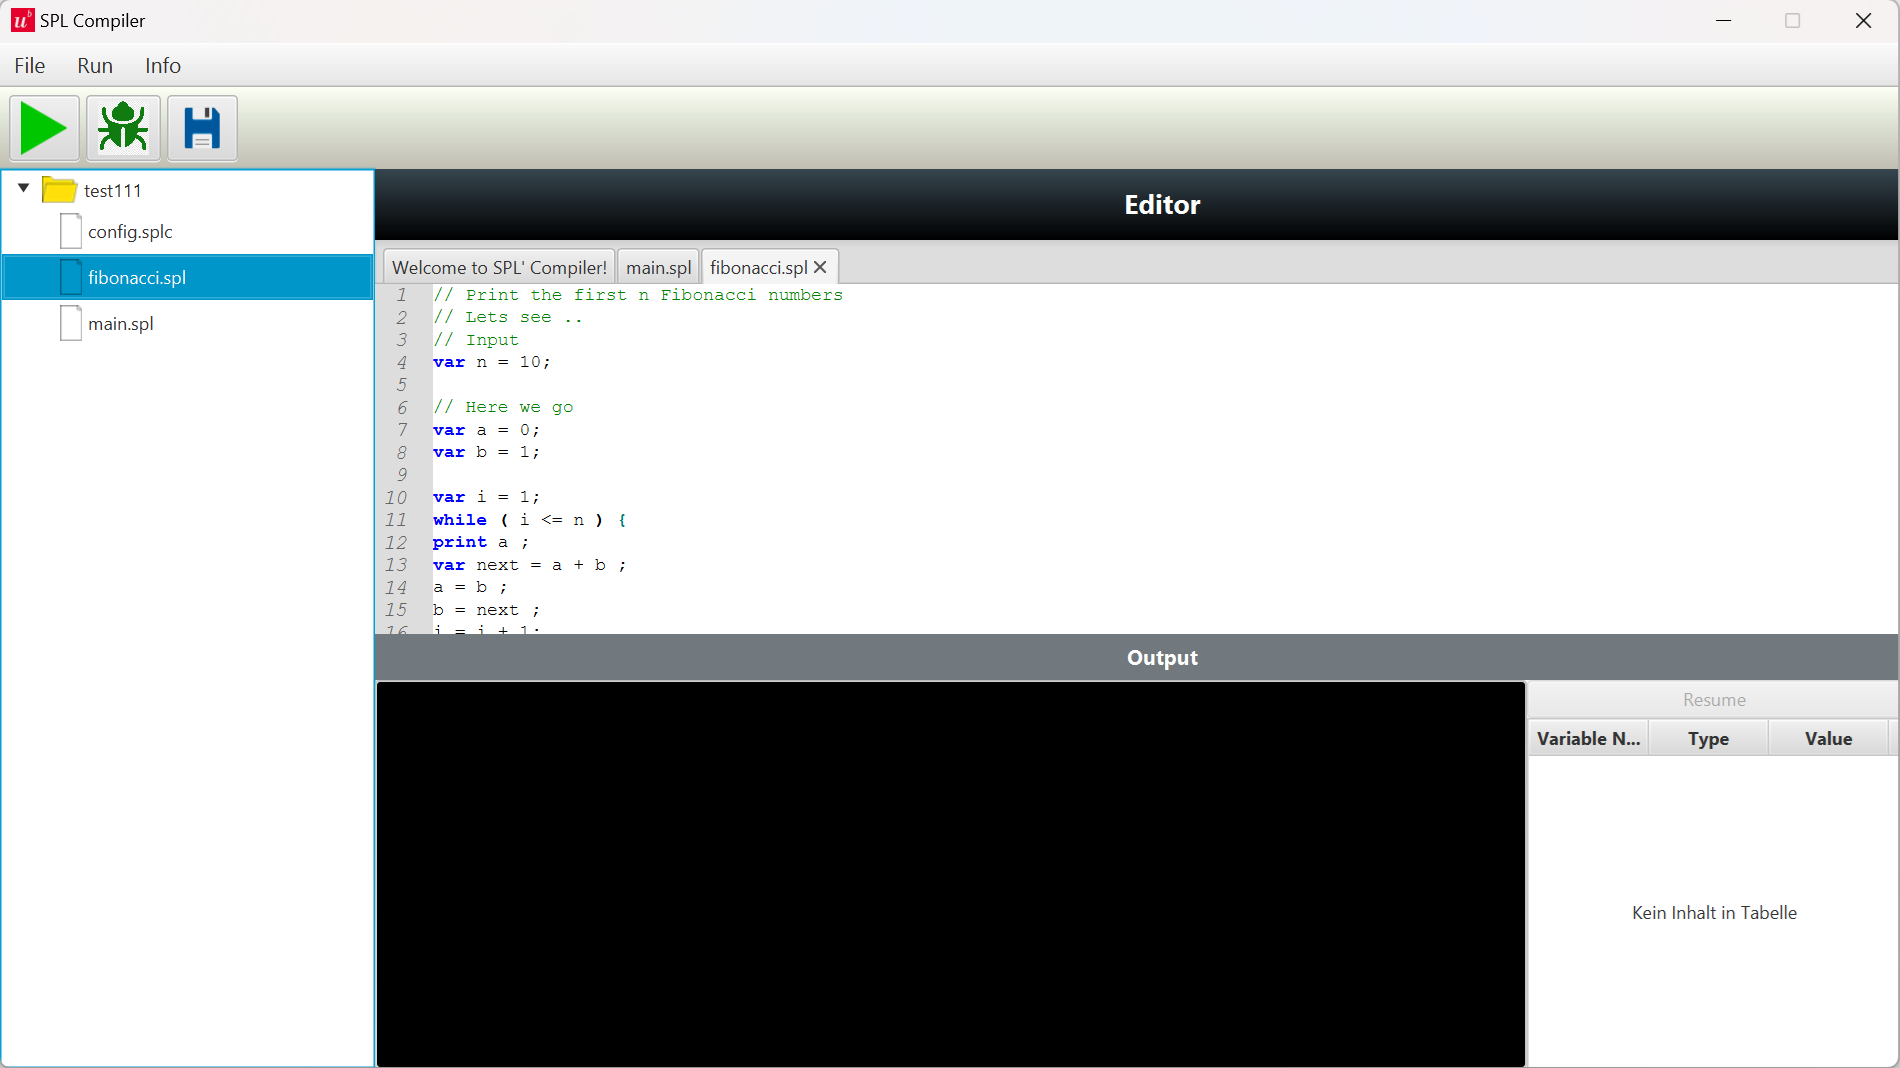 SPL Compiler
File Run Info
test111
config.splc
fibonacci.spl
main.spl
Editor
Welcome to SPL' Compiler! main.spl fibonacci.spl
1 // Print the first n Fibonacci numbers
2 // Lets see ..
3 // Input
4 var n = 10;
5
6 // Here we go
7 var a = 0;
8 var b = 1;
9
10 var i = 1;
11 while ( i <= n ) {
12 print a ;
13 var next = a + b ;
14 a = b ;
15 b = next ;
16 i = i + 1;
Output
Resume
Variable N... Type Value
Kein Inhalt in Tabelle